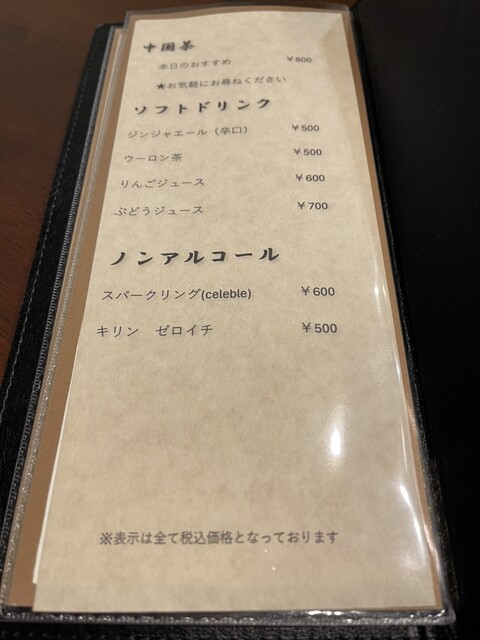 中国茶
本日のおすすめ ￥800
★お気軽にお尋ねください
ソフトドリンク
ジンジャエール（辛口） ￥500
ウーロン茶 ￥500
りんごジュース ￥600
ぶどうジュース ￥700
ノンアルコール
スパークリング(celeble) ￥600
キリン　ゼロイチ ￥500
※表示は全て税込価格となっております